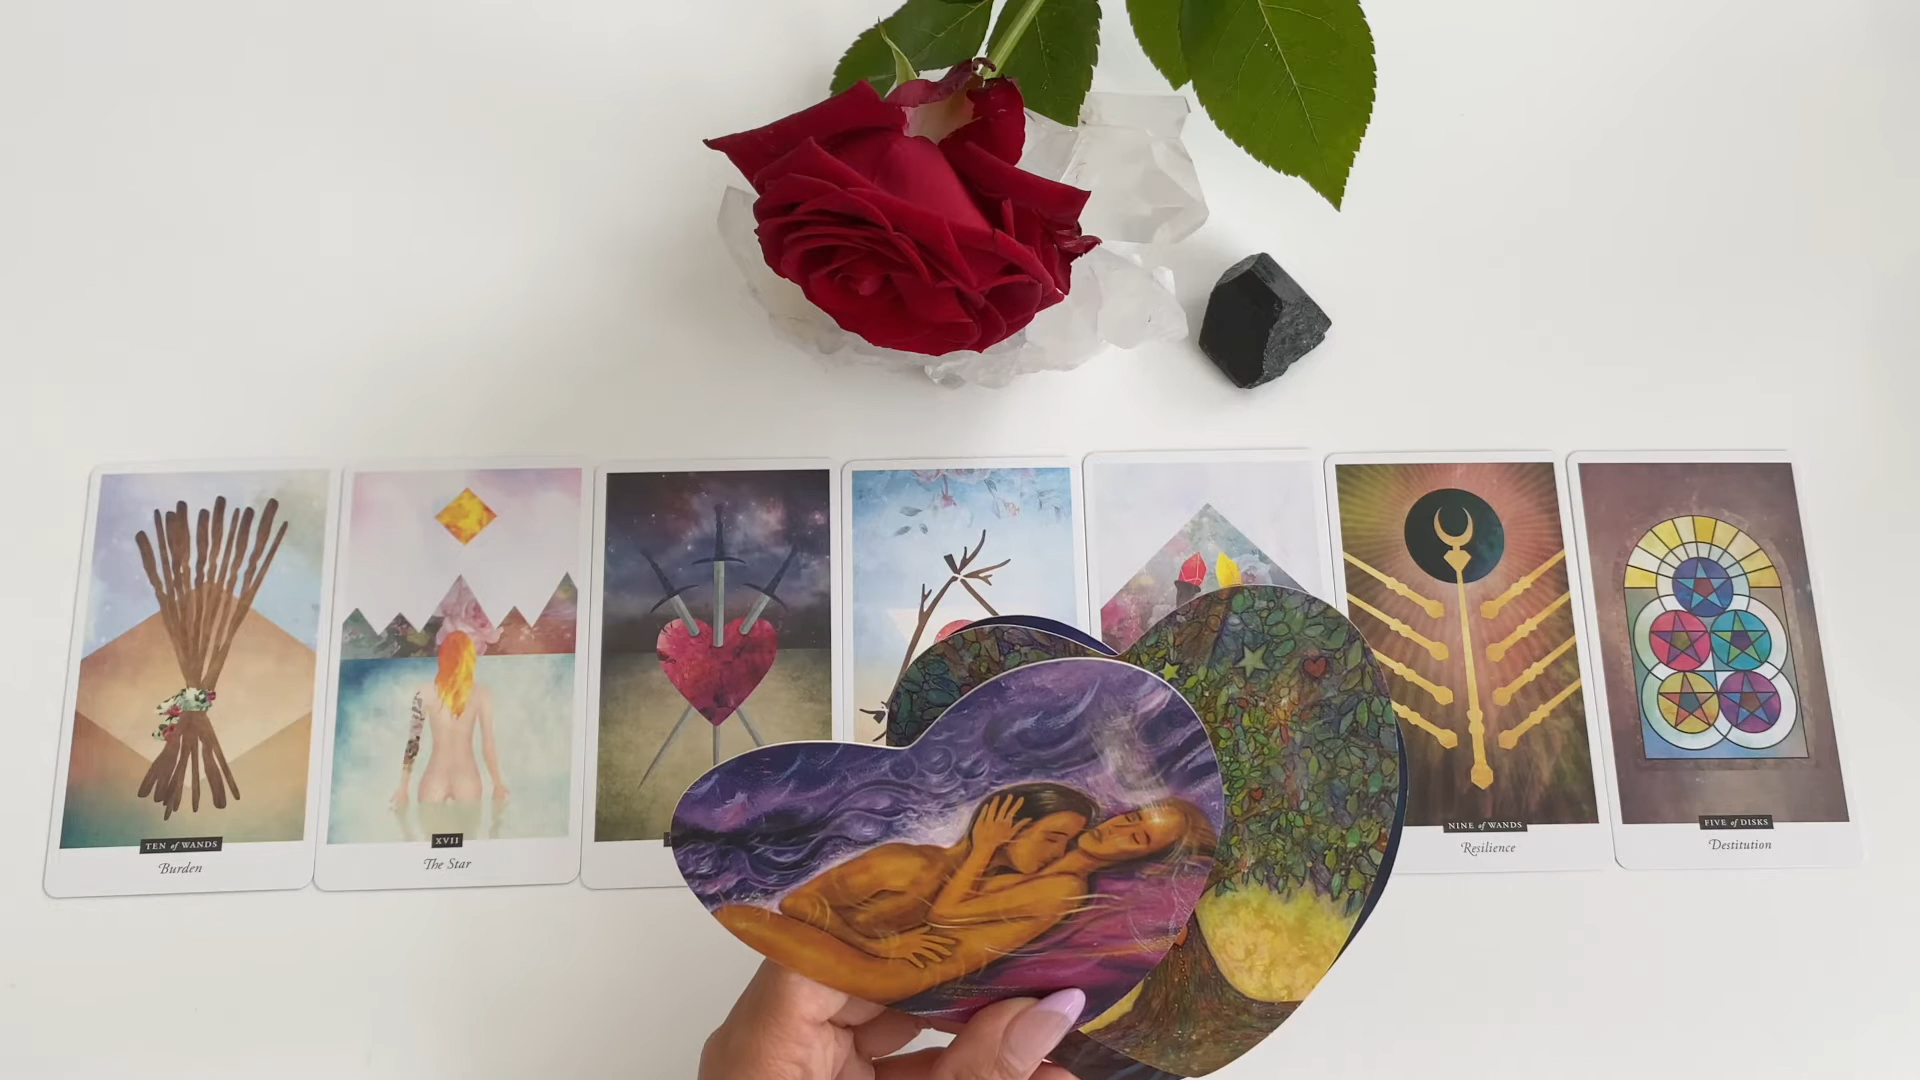 TEN of WANDS
Burden
XVII
The Star
NINE of WANDS
Resilience
FIVE of DISKS
Destitution